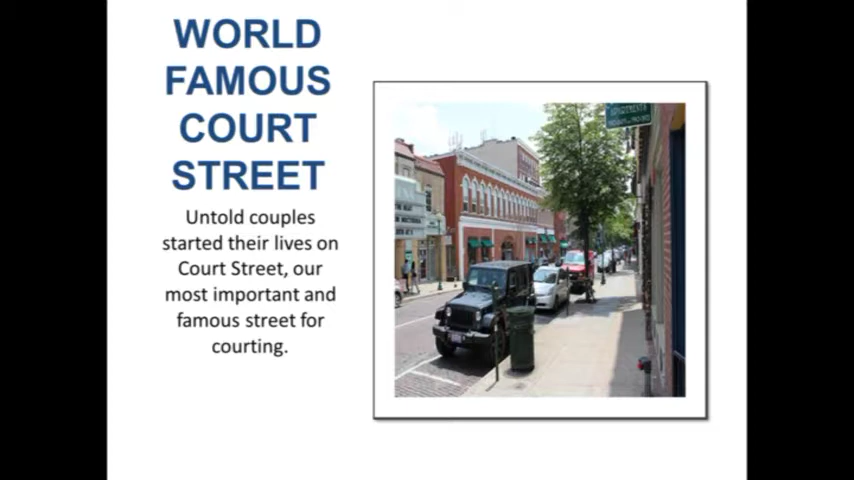 WORLD
FAMOUS
COURT
STREET
Untold couples
started their lives on
Court Street, our
most important and
famous street for
courting.